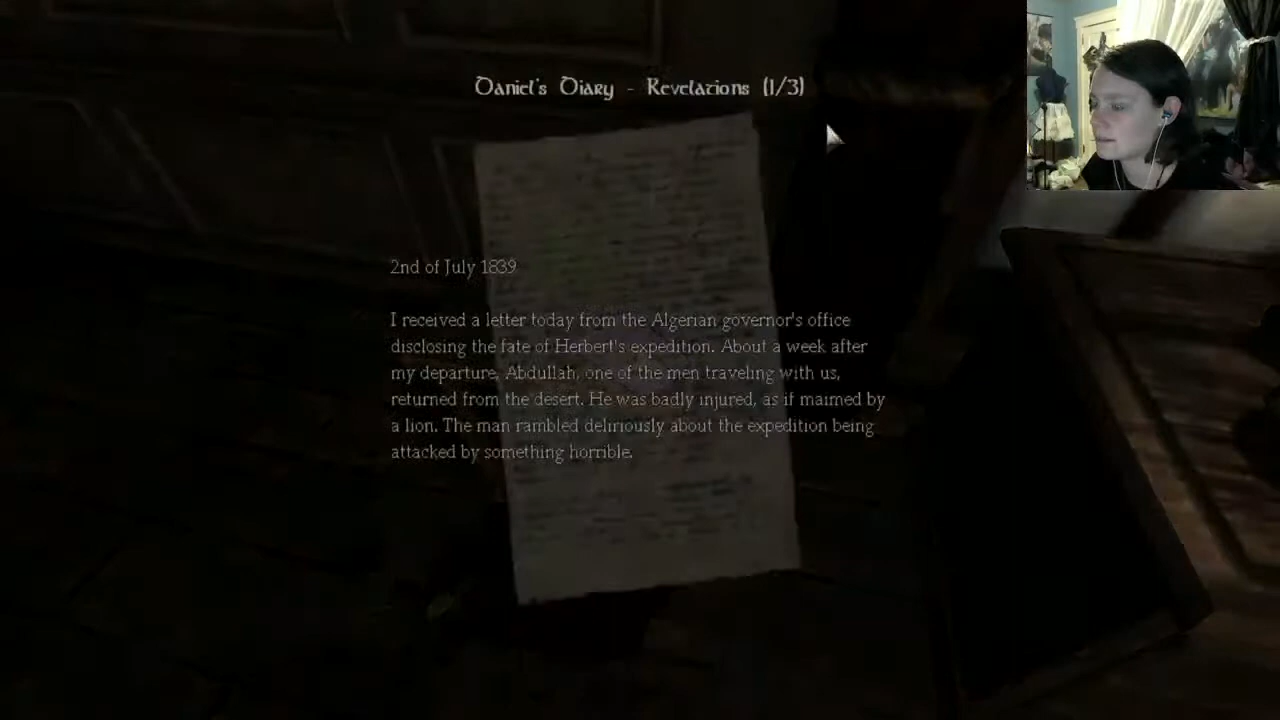 Daniel's Diary - Revelations (1/3)
2nd of July 1839
I received a letter today from the Algerian governor's office
disclosing the fate of Herbert's expedition. About a week after
my departure, Abdullah, one of the men traveling with us,
returned from the desert. He was badly injured, as if maimed by
a lion. The man rambled deliriously about the expedition being
attacked by something horrible.